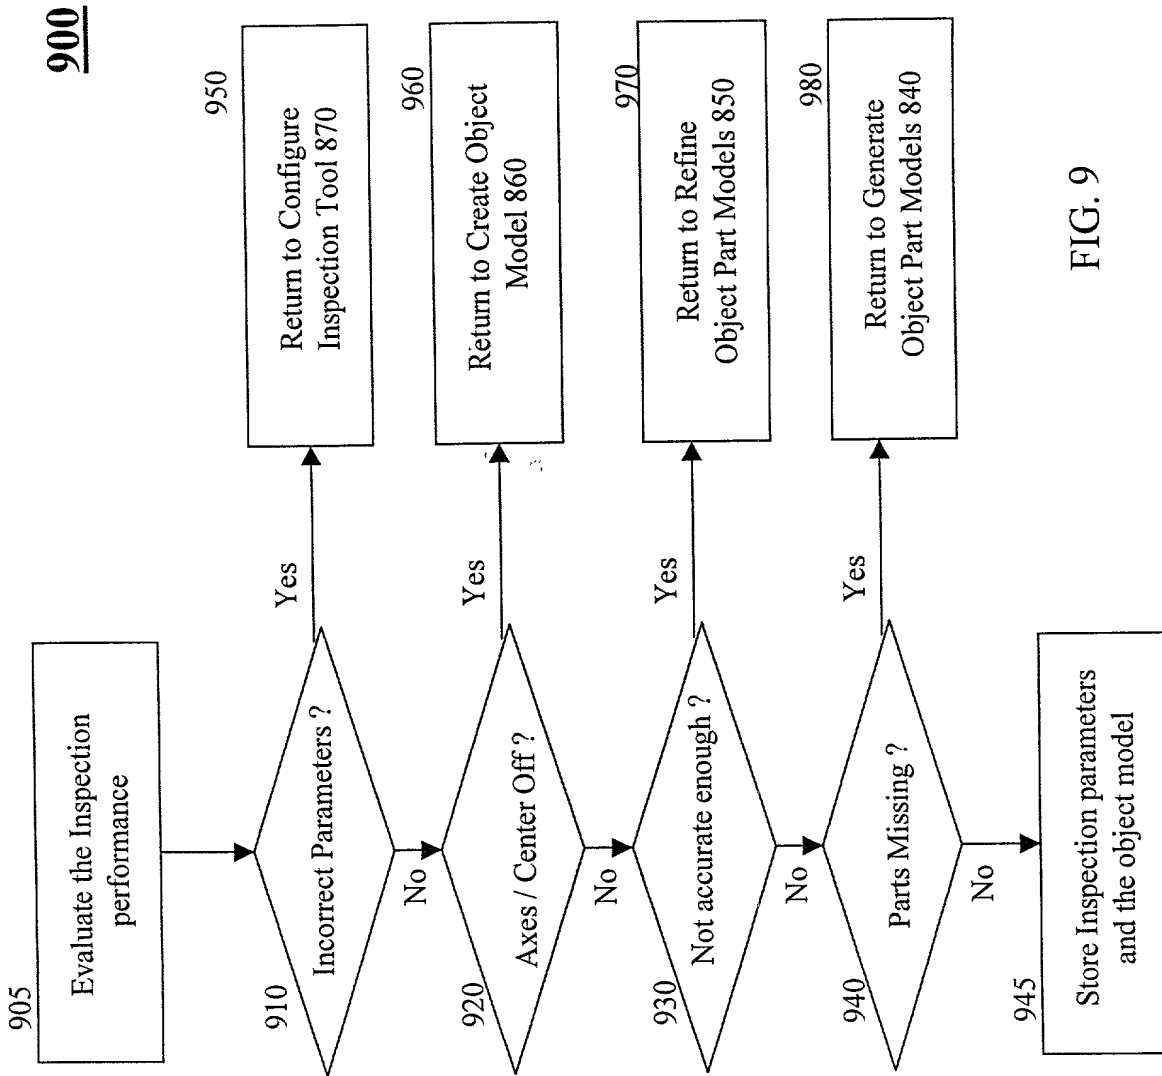 900
905
Evaluate the Inspection
performance
910
Incorrect Parameters ?
Yes
950
Return to Configure
Inspection Tool 870
No
920
Axes / Center Off ?
Yes
960
Return to Create Object
Model 860
No
930
Not accurate enough ?
Yes
970
Return to Refine
Object Part Models 850
No
940
Parts Missing ?
Yes
980
Return to Generate
Object Part Models 840
No
945
Store Inspection parameters
and the object model
FIG. 9